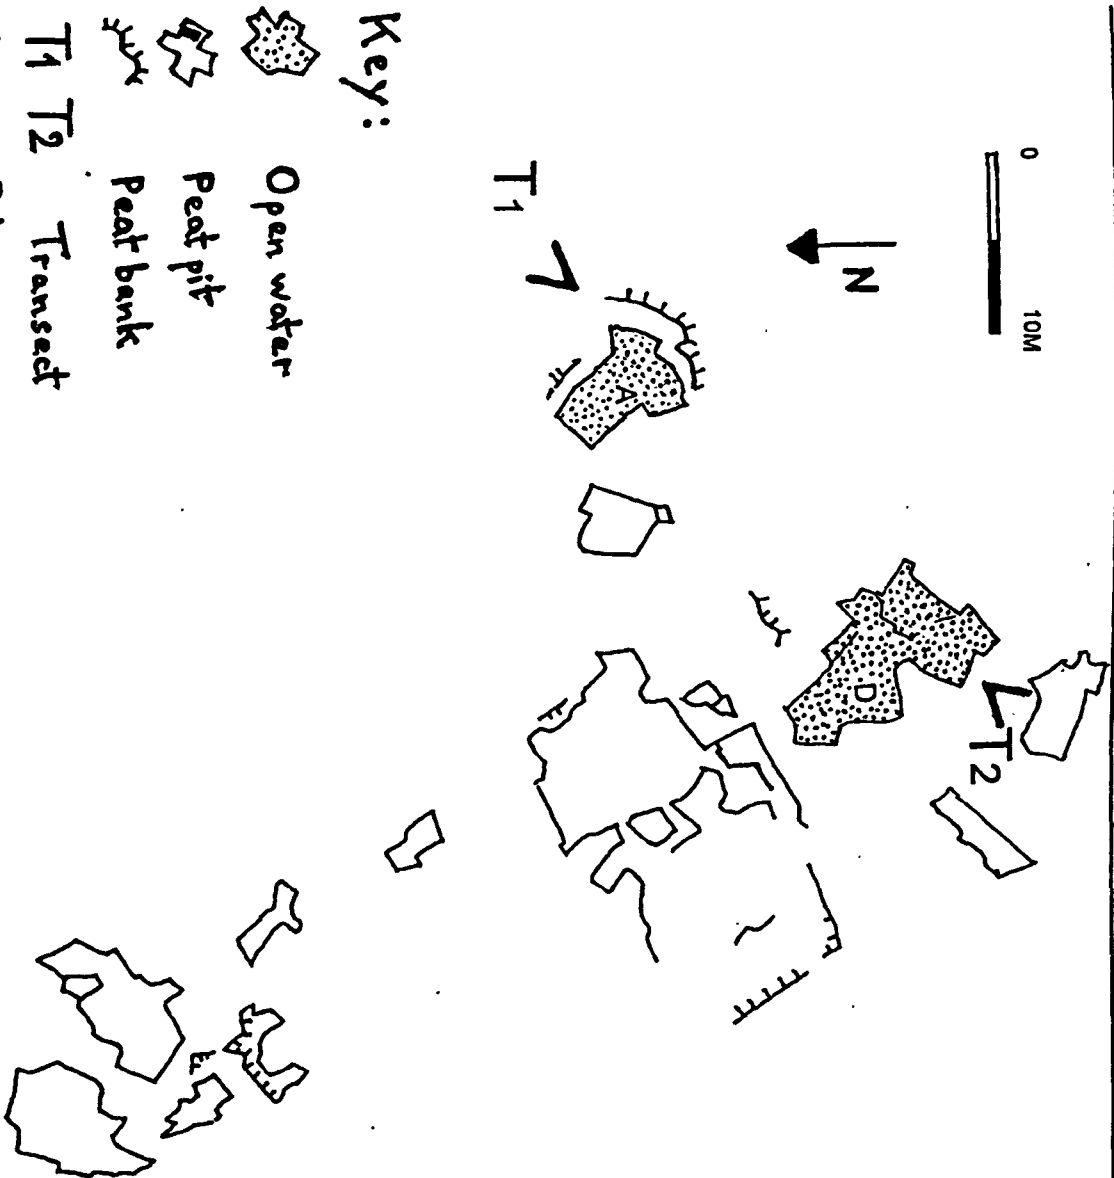 0 10M
N
T1
A
D
T2
Key:
Open water
Peat pit
Peat bank
T1 T2 Transect